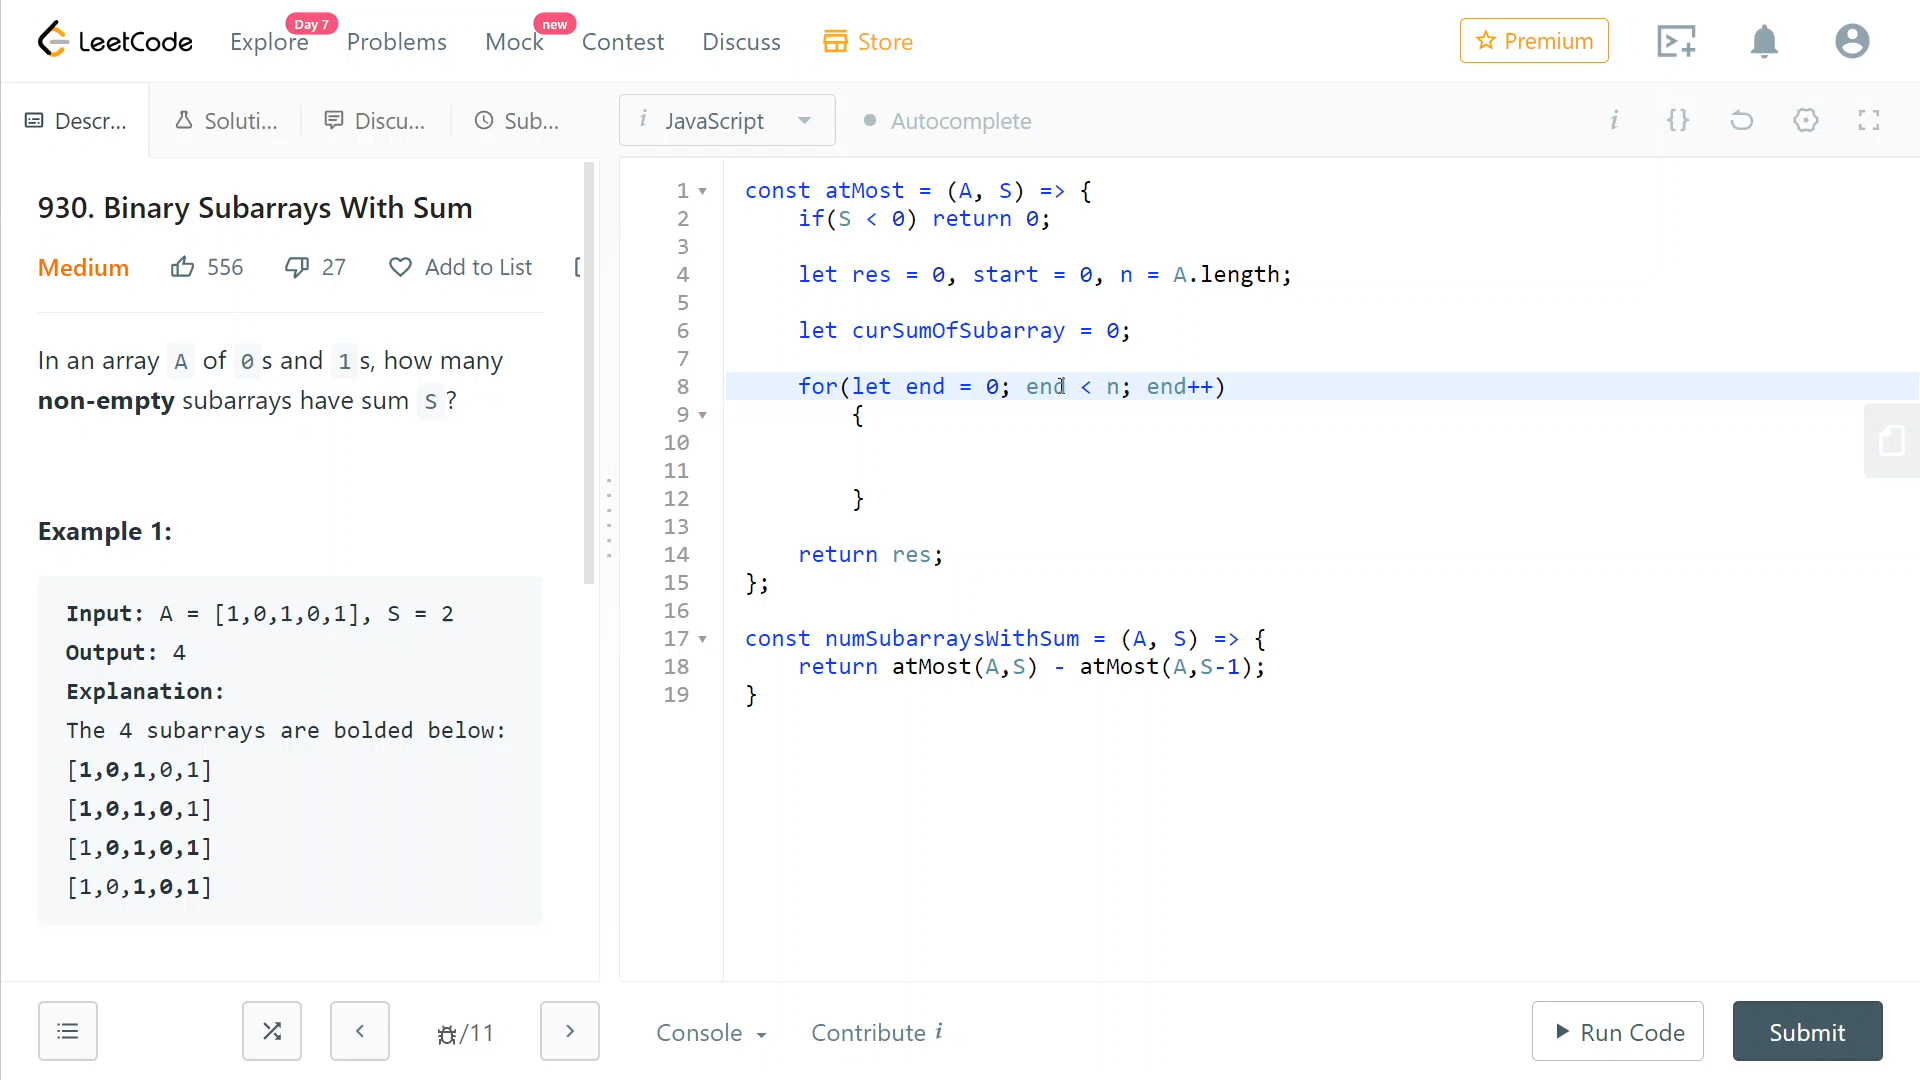 LeetCode
Explore
Day 7
Problems
Mock
new
Contest
Discuss
Store
Premium
Descr...
Soluti...
Discu...
Sub...
i JavaScript
Autocomplete
i {}
930. Binary Subarrays With Sum
Medium 556 27 Add to List
In an array A of 0s and 1s, how many
non-empty subarrays have sum S?
Example 1:
Input: A = [1,0,1,0,1], S = 2
Output: 4
Explanation:
The 4 subarrays are bolded below:
[1,0,1,0,1]
[1,0,1,0,1]
[1,0,1,0,1]
[1,0,1,0,1]
1 const atMost = (A, S) => {
2 if(S < 0) return 0;
3
4 let res = 0, start = 0, n = A.length;
5
6 let curSumOfSubarray = 0;
7
8 for(let end = 0; end < n; end++)
9 {
10
11
12 }
13
14 return res;
15 };
16
17 const numSubarraysWithSum = (A, S) => {
18 return atMost(A,S) - atMost(A,S-1);
19 }
/11
Console
Contribute i
Run Code
Submit